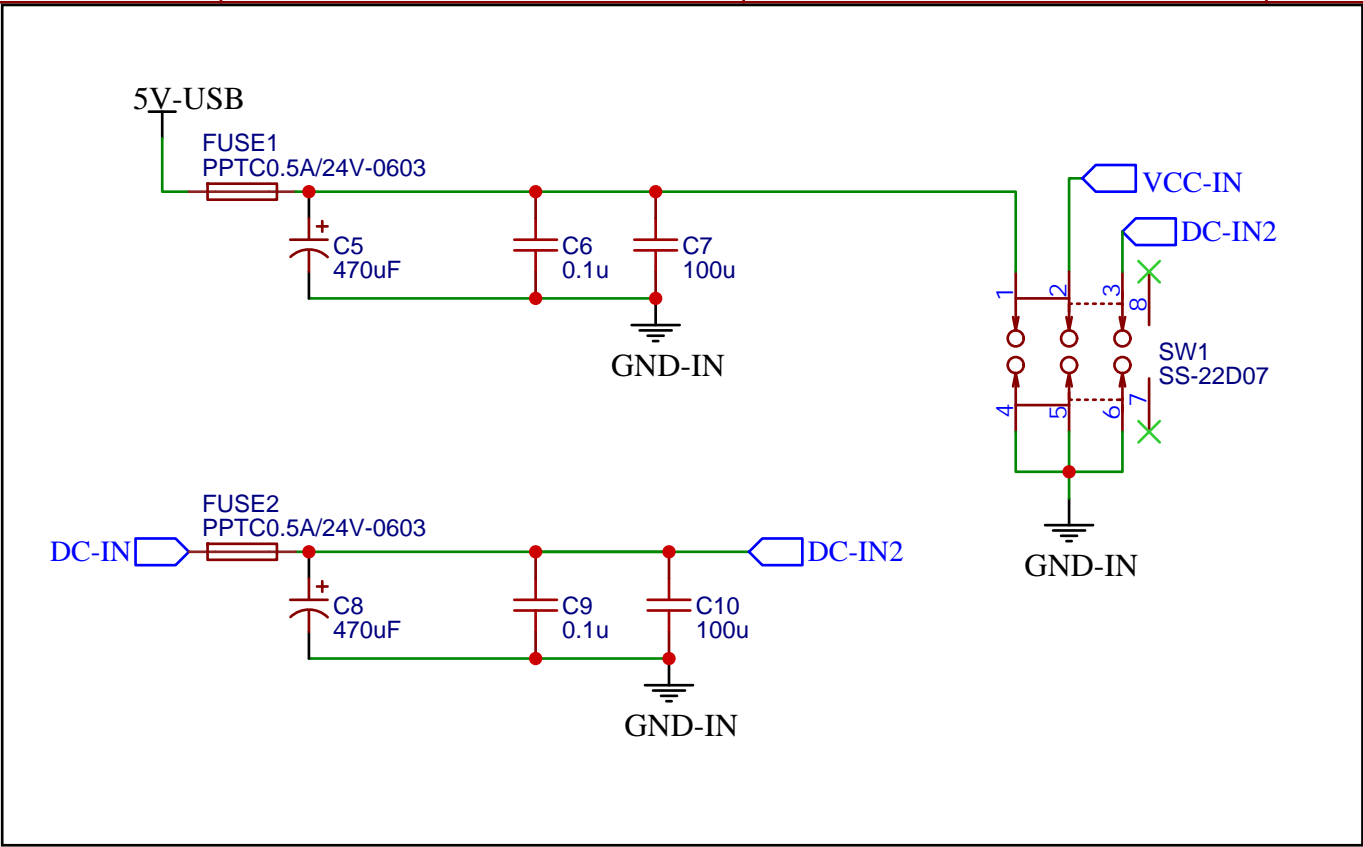 5V-USB
FUSE1
PPTC0.5A/24V-0603
+
C5
470uF
C6
0.1u
C7
100u
GND-IN
VCC-IN
DC-IN2
1
2
3
8
SW1
SS-22D07
4
5
6
7
GND-IN
FUSE2
PPTC0.5A/24V-0603
DC-IN
DC-IN2
+
C8
470uF
C9
0.1u
C10
100u
GND-IN